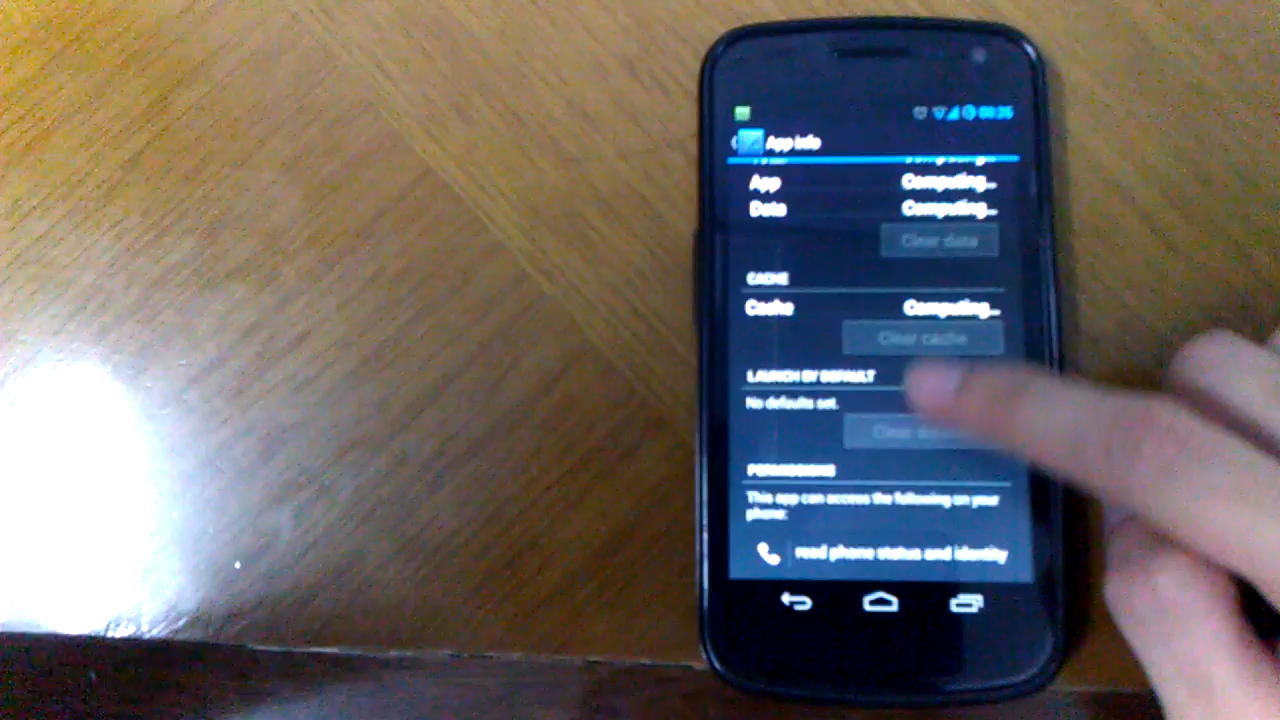 App info
App Computing...
Data Computing...
Clear data
CACHE
Cache Computing...
Clear cache
LAUNCH BY DEFAULT
No defaults set.
Clear
PERMISSIONS
This app can access the following on your
phone:
read phone status and identity